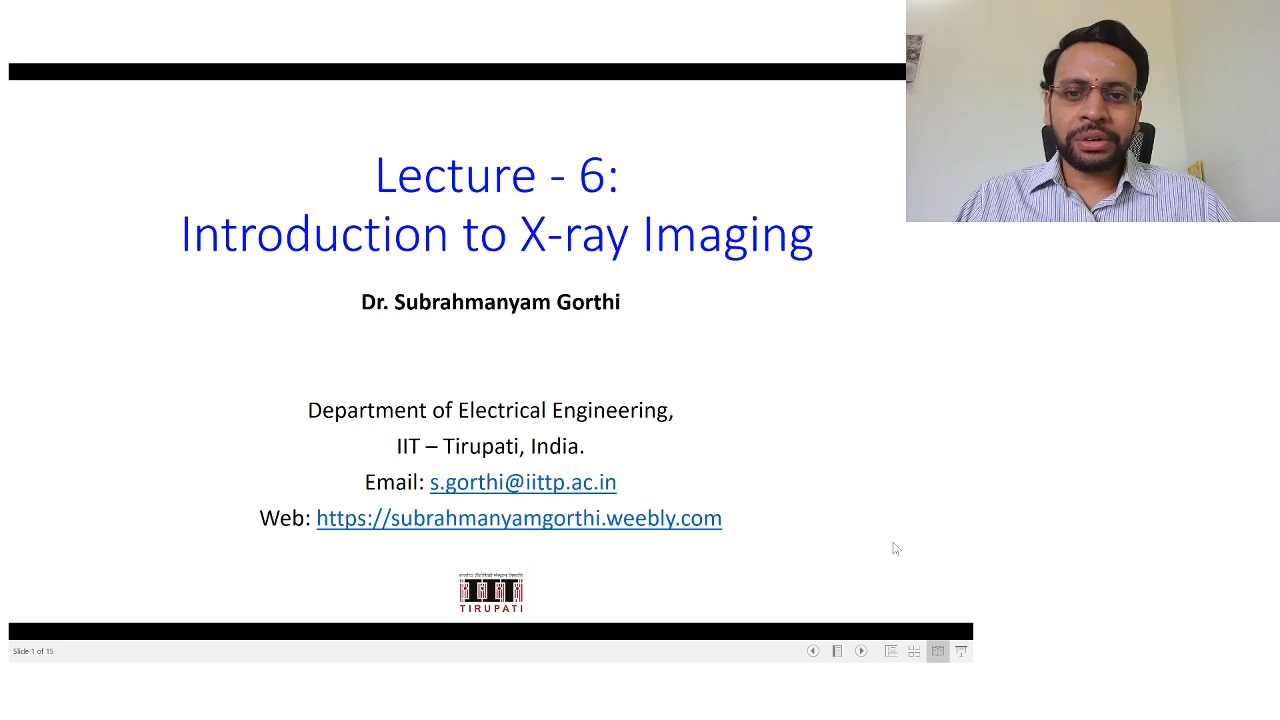 Lecture - 6:
Introduction to X-ray Imaging
Dr. Subrahmanyam Gorthi
Department of Electrical Engineering,
IIT – Tirupati, India.
Email: s.gorthi@iittp.ac.in
Web: https://subrahmanyamgorthi.weebly.com
TIRUPATI
Slide 1 of 15